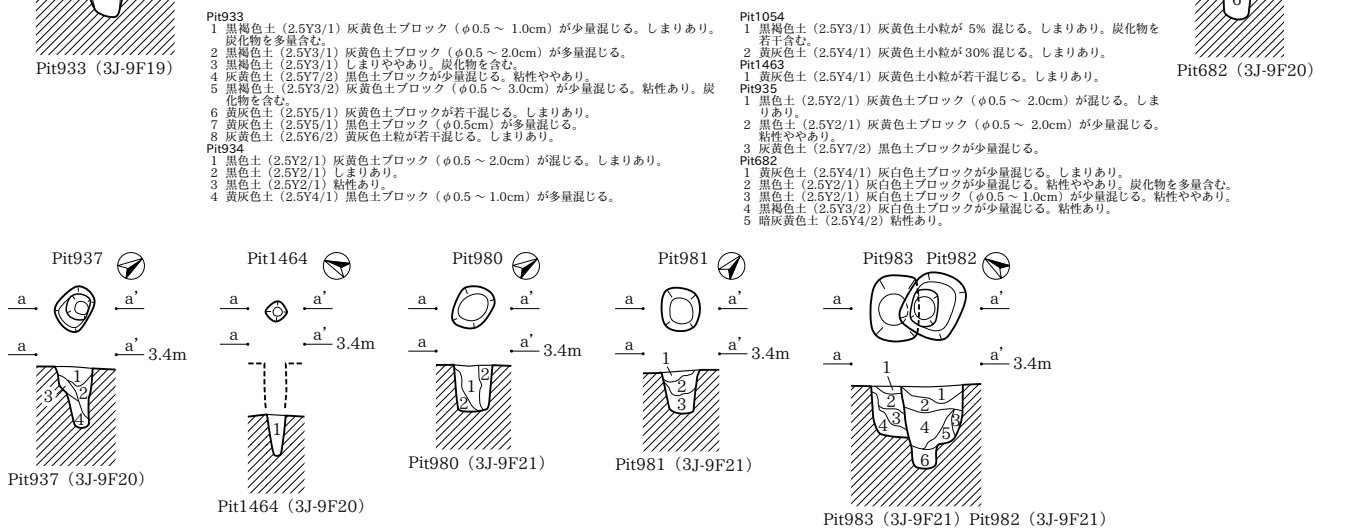 Pit933（3J-9F19）
Pit933
1 黒褐色土（2.5Y3/1）灰黄色土ブロック（φ0.5 ～ 1.0cm）が少量混じる。しまりあり。
炭化物を多量含む。
2 黒褐色土（2.5Y3/1）灰黄色土ブロック（φ0.5 ～ 2.0cm）が多量混じる。
3 黒褐色土（2.5Y3/1）しまりややあり。炭化物を含む。
4 灰黄色土（2.5Y7/2）黒色土ブロックが少量混じる。粘性ややあり。
5 黒褐色土（2.5Y3/2）灰黄色土ブロック（φ0.5 ～ 3.0cm）が少量混じる。粘性あり。炭
化物を含む。
6 黄灰色土（2.5Y5/1）灰黄色土ブロックが若干混じる。しまりあり。
7 黄灰色土（2.5Y5/1）黒色土ブロック（φ0.5cm）が多量混じる。
8 灰黄色土（2.5Y6/2）黄灰色土粒が若干混じる。しまりあり。
Pit934
1 黒色土（2.5Y2/1）灰黄色土ブロック（φ0.5 ～ 2.0cm）が混じる。しまりあり。
2 黒色土（2.5Y2/1）しまりあり。
3 黒色土（2.5Y2/1）粘性あり。
4 黄灰色土（2.5Y4/1）黒色土ブロック（φ0.5 ～ 1.0cm）が多量混じる。
Pit1054
1 黒褐色土（2.5Y3/1）灰黄色土小粒が 5% 混じる。しまりあり。炭化物を
若干含む。
2 黄灰色土（2.5Y4/1）灰黄色土小粒が30% 混じる。しまりあり。
Pit1463
1 黄灰色土（2.5Y4/1）灰黄色土小粒が若干混じる。しまりあり。
Pit935
1 黒色土（2.5Y2/1）灰黄色土ブロック（φ0.5 ～ 2.0cm）が混じる。しま
りあり。
2 黒色土（2.5Y2/1）灰黄色土ブロック（φ0.5 ～ 2.0cm）が少量混じる。
粘性ややあり。
3 灰黄色土（2.5Y7/2）黒色土ブロックが少量混じる。
Pit682
1 黄灰色土（2.5Y4/1）灰白色土ブロックが少量混じる。しまりあり。
2 黒色土（2.5Y2/1）灰白色土ブロックが少量混じる。粘性ややあり。炭化物を多量含む。
3 黒色土（2.5Y2/1）灰白色土ブロック（φ0.5 ～ 1.0cm）が少量混じる。粘性ややあり。
4 黒褐色土（2.5Y3/2）灰白色土ブロックが少量混じる。粘性あり。
5 暗灰黄色土（2.5Y4/2）粘性あり。
6
Pit682（3J-9F20）
Pit937
a a’
a a’ 3.4m
1
2
3
4
Pit937（3J-9F20）
Pit1464
a a’
a a’ 3.4m
1
Pit1464（3J-9F20）
Pit980
a a’
a a’ 3.4m
2
1
2
Pit980（3J-9F21）
Pit981
a a’
a a’ 3.4m
1
2
3
Pit981（3J-9F21）
Pit983 Pit982
a a’
a a’ 3.4m
1
1
2 2
3 3
4 4
5
6
Pit983（3J-9F21）Pit982（3J-9F21）